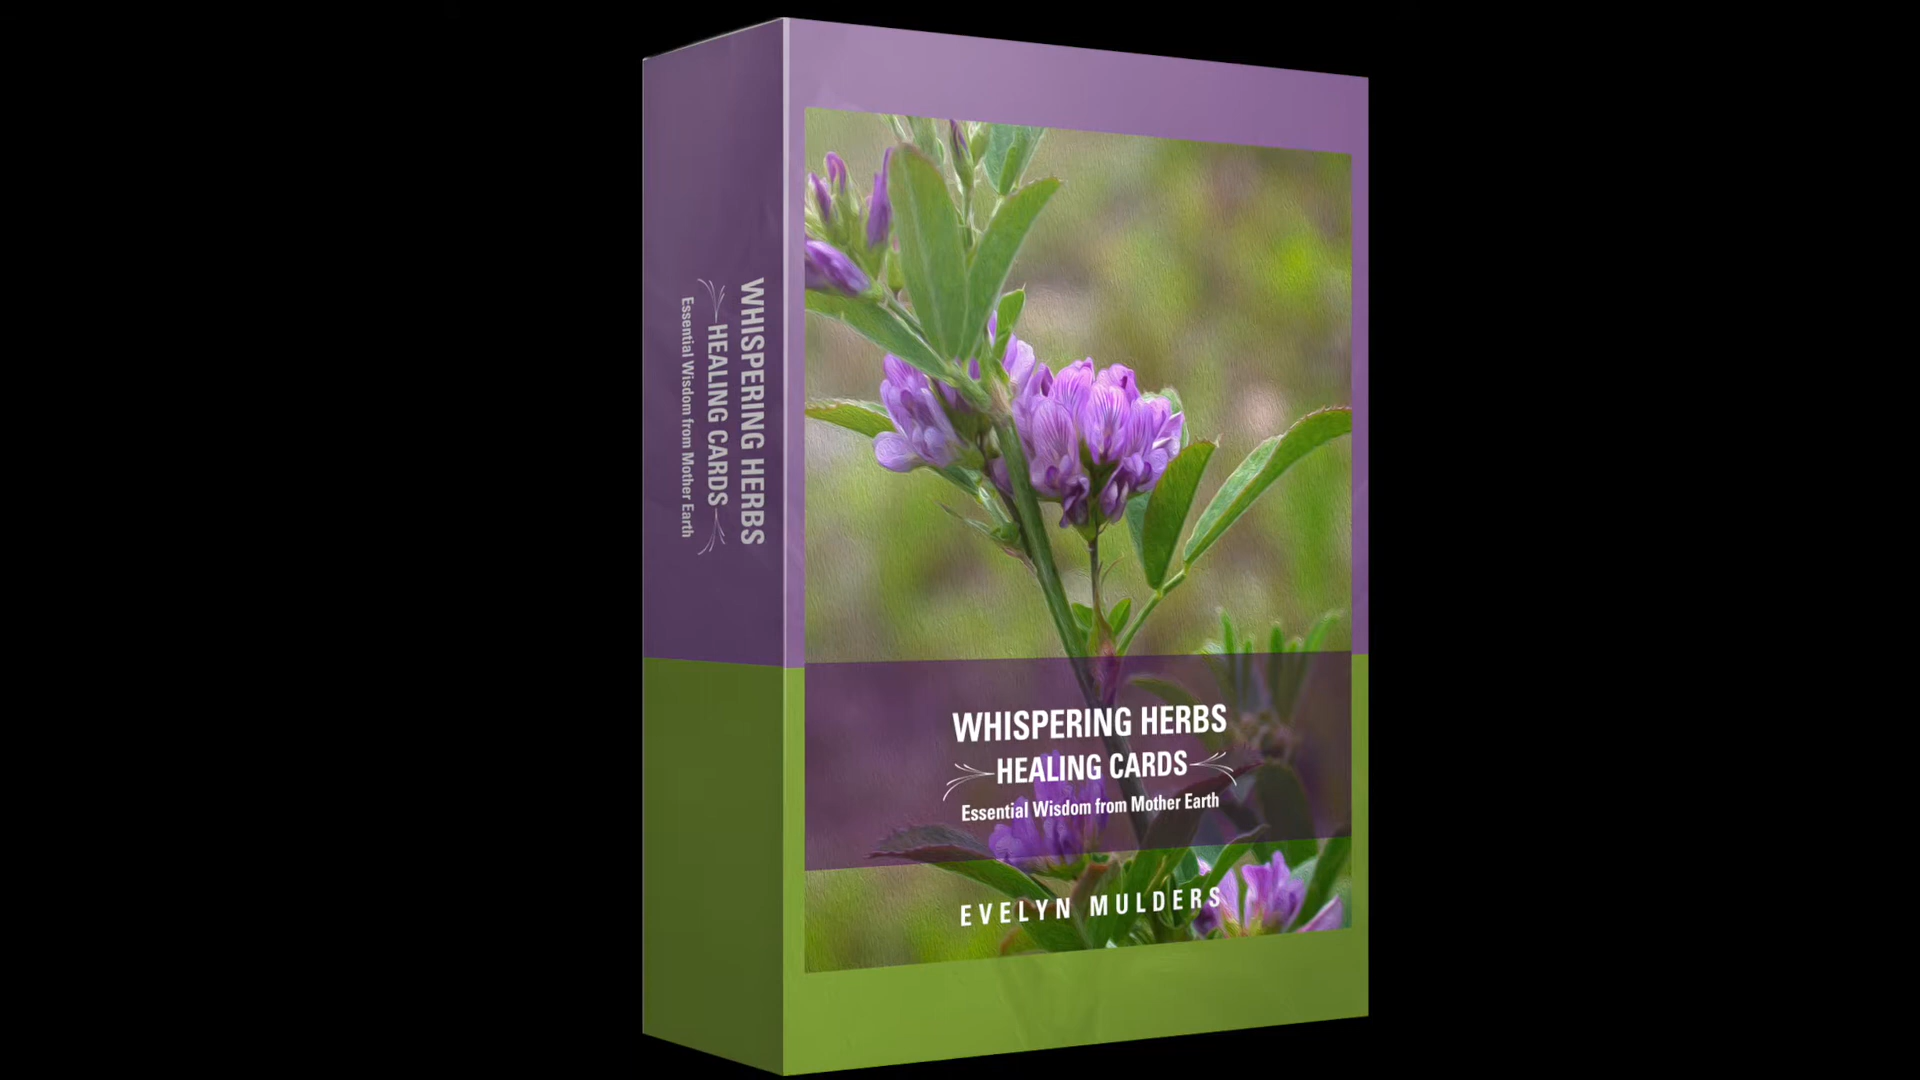 WHISPERING HERBS
HEALING CARDS
Essential Wisdom from Mother Earth
WHISPERING HERBS
HEALING CARDS
Essential Wisdom from Mother Earth
EVELYN MULDERS